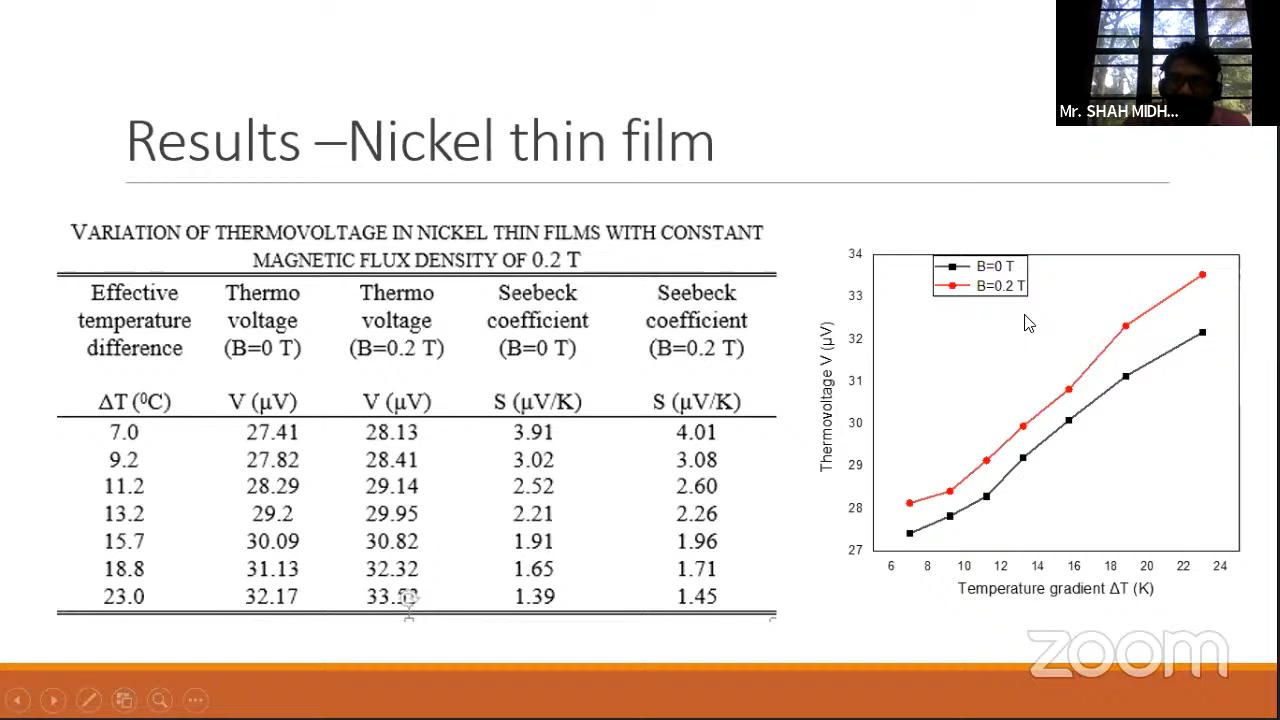 Mr. SHAH MIDH...
Results –Nickel thin film
VARIATION OF THERMOVOLTAGE IN NICKEL THIN FILMS WITH CONSTANT
MAGNETIC FLUX DENSITY OF 0.2 T
Effective Thermo Thermo Seebeck Seebeck
temperature voltage voltage coefficient coefficient
difference (B=0 T) (B=0.2 T) (B=0 T) (B=0.2 T)
ΔT (⁰C) V (μV) V (μV) S (μV/K) S (μV/K)
7.0 27.41 28.13 3.91 4.01
9.2 27.82 28.41 3.02 3.08
11.2 28.29 29.14 2.52 2.60
13.2 29.2 29.95 2.21 2.26
15.7 30.09 30.82 1.91 1.96
18.8 31.13 32.32 1.65 1.71
23.0 32.17 1.39 1.45
B=0 T
B=0.2 T
Thermovoltage V (μV)
34
33
32
31
30
29
28
27
6 8 10 12 14 16 18 20 22 24
Temperature gradient ΔT (K)
zoom